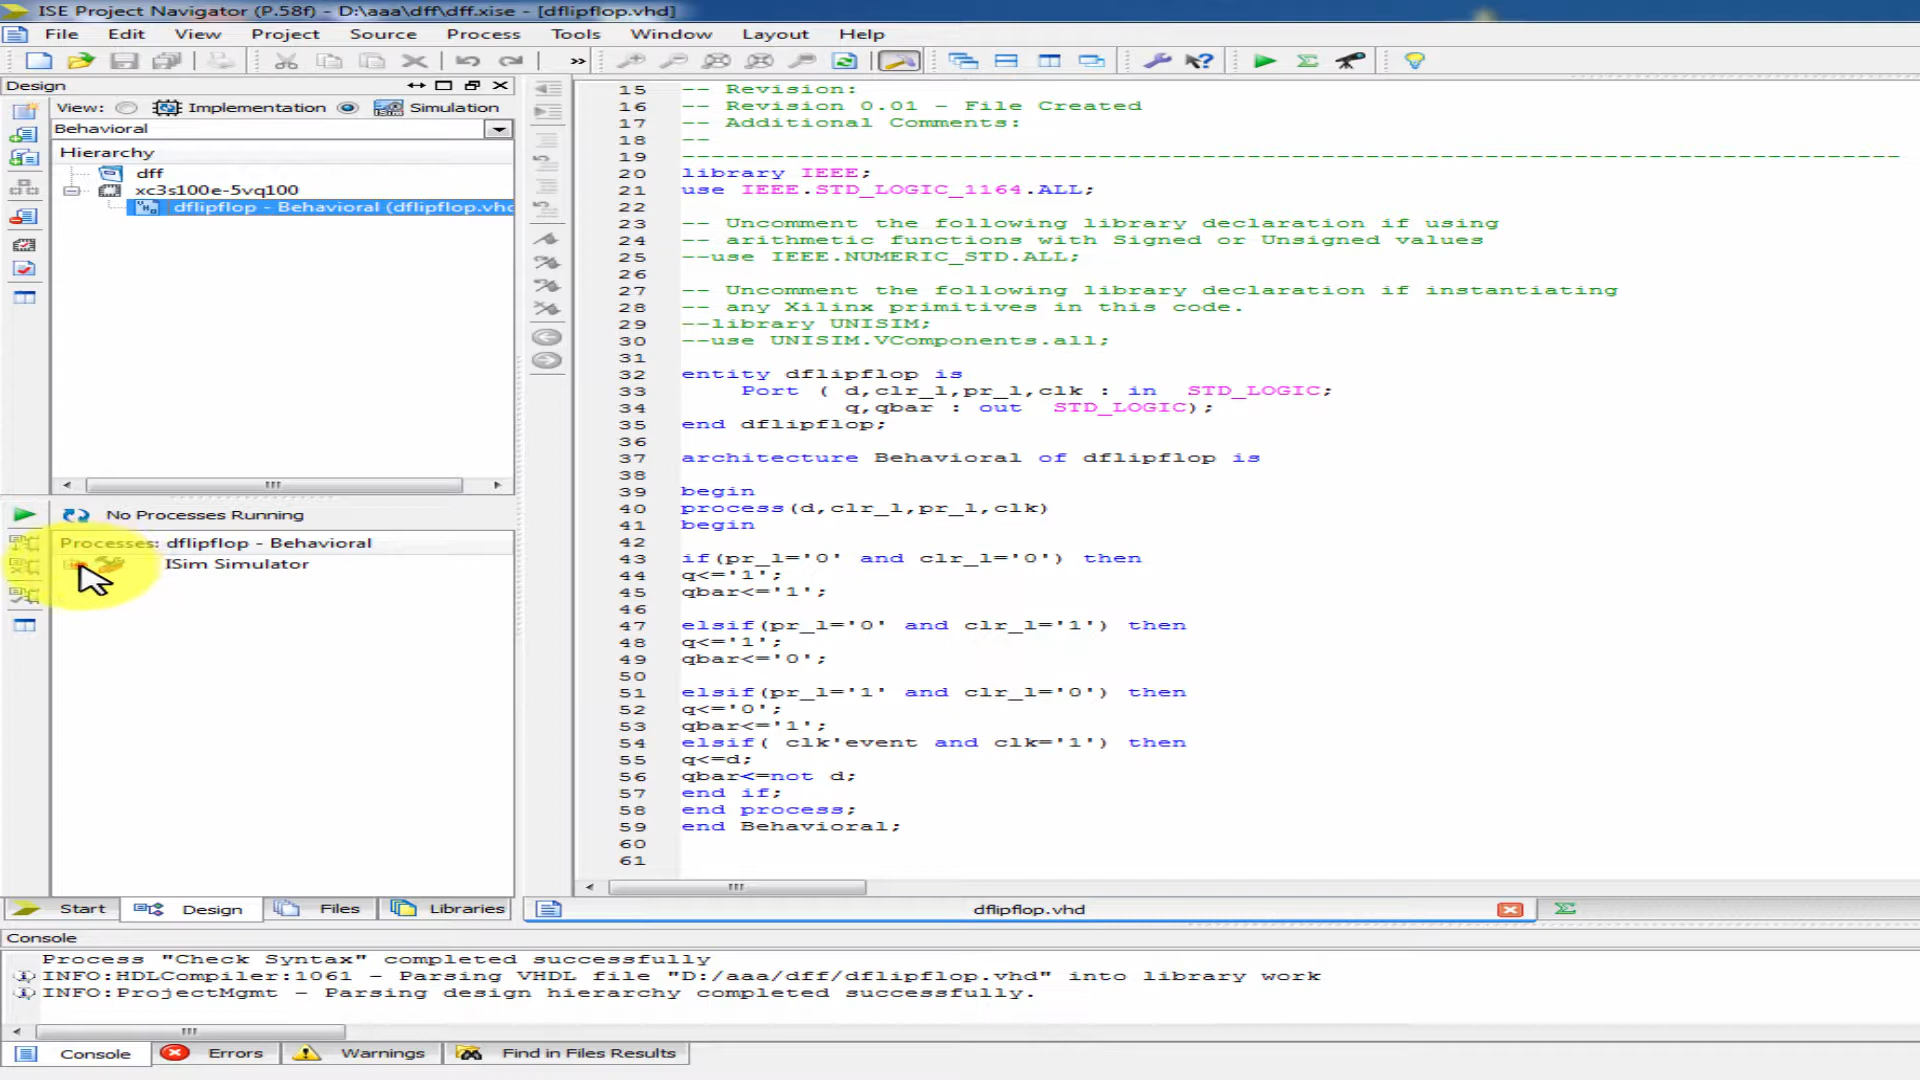 ISE Project Navigator (P.58f) - D:\aaa\dff\dff.xise - [dflipflop.vhd]
File Edit View Project Source Process Tools Window Layout Help
Design
View: Implementation Simulation
Behavioral
Hierarchy
dff
xc3s100e-5vq100
dflipflop - Behavioral (dflipflop.vhd
No Processes Running
Processes: dflipflop - Behavioral
ISim Simulator
Start Design Files Libraries
15 -- Revision:
16 -- Revision 0.01 - File Created
17 -- Additional Comments:
18 --
19 ----------------------------------------------------------------------------------
20 library IEEE;
21 use IEEE.STD_LOGIC_1164.ALL;
22
23 -- Uncomment the following library declaration if using
24 -- arithmetic functions with Signed or Unsigned values
25 --use IEEE.NUMERIC_STD.ALL;
26
27 -- Uncomment the following library declaration if instantiating
28 -- any Xilinx primitives in this code.
29 --library UNISIM;
30 --use UNISIM.VComponents.all;
31
32 entity dflipflop is
33 Port ( d,clr_l,pr_l,clk : in STD_LOGIC;
34 q,qbar : out STD_LOGIC);
35 end dflipflop;
36
37 architecture Behavioral of dflipflop is
38
39 begin
40 process(d,clr_l,pr_l,clk)
41 begin
42
43 if(pr_l='0' and clr_l='0') then
44 q<='1';
45 qbar<='1';
46
47 elsif(pr_l='0' and clr_l='1') then
48 q<='1';
49 qbar<='0';
50
51 elsif(pr_l='1' and clr_l='0') then
52 q<='0';
53 qbar<='1';
54 elsif( clk'event and clk='1') then
55 q<=d;
56 qbar<=not d;
57 end if;
58 end process;
59 end Behavioral;
60
61
dflipflop.vhd
Console
Process "Check Syntax" completed successfully
INFO:HDLCompiler:1061 - Parsing VHDL file "D:/aaa/dff/dflipflop.vhd" into library work
INFO:ProjectMgmt - Parsing design hierarchy completed successfully.
Console Errors Warnings Find in Files Results